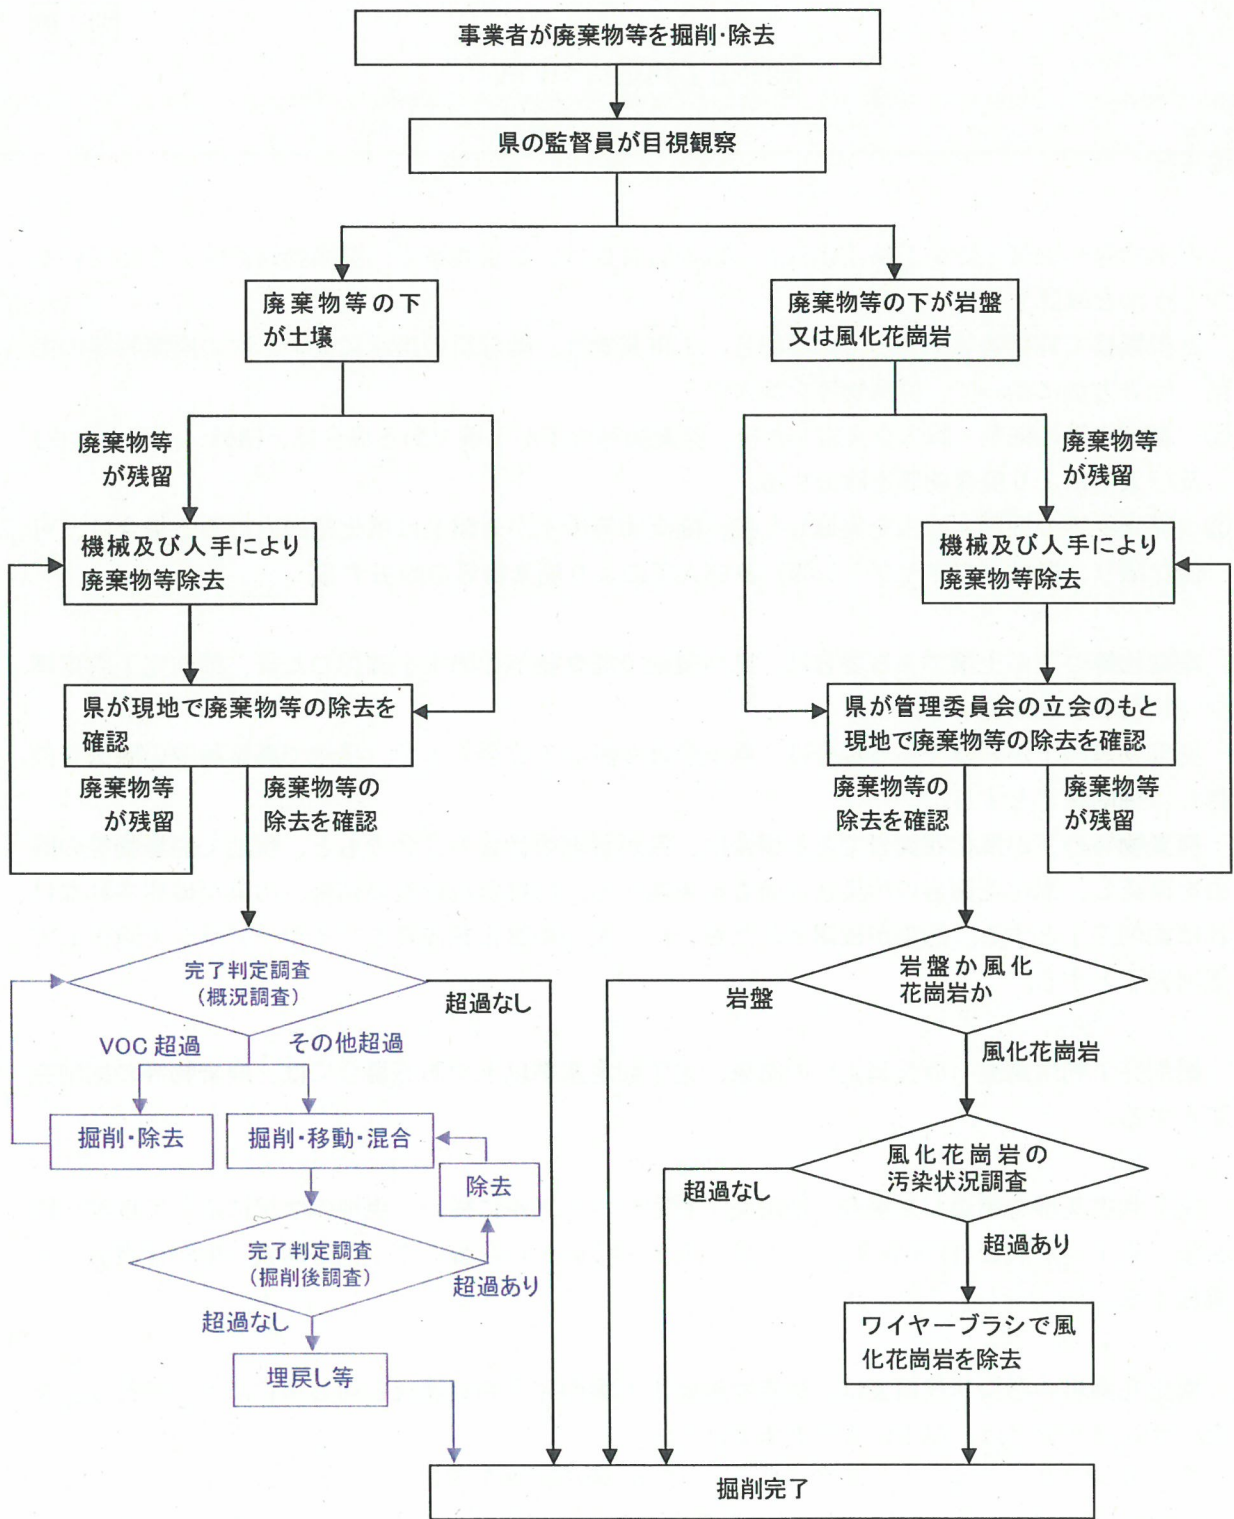 事業者が廃棄物等を掘削･除去
県の監督員が目視観察
廃棄物等の下
が土壌
廃棄物等の下が岩盤
又は風化花崗岩
廃棄物等
が残留
廃棄物等
が残留
機械及び人手により
廃棄物等除去
機械及び人手により
廃棄物等除去
県が現地で廃棄物等の除去を
確認
県が管理委員会の立会のもと
現地で廃棄物等の除去を確認
廃棄物等
が残留
廃棄物等の
除去を確認
廃棄物等の
除去を確認
廃棄物等
が残留
完了判定調査
(概況調査)
超過なし
岩盤
岩盤か風化
花崗岩か
VOC 超過
その他超過
風化花崗岩
掘削･除去
掘削･移動･混合
除去
超過なし
風化花崗岩の
汚染状況調査
完了判定調査
(掘削後調査)
超過あり
超過あり
超過なし
ワイヤーブラシで風
化花崗岩を除去
埋戻し等
掘削完了